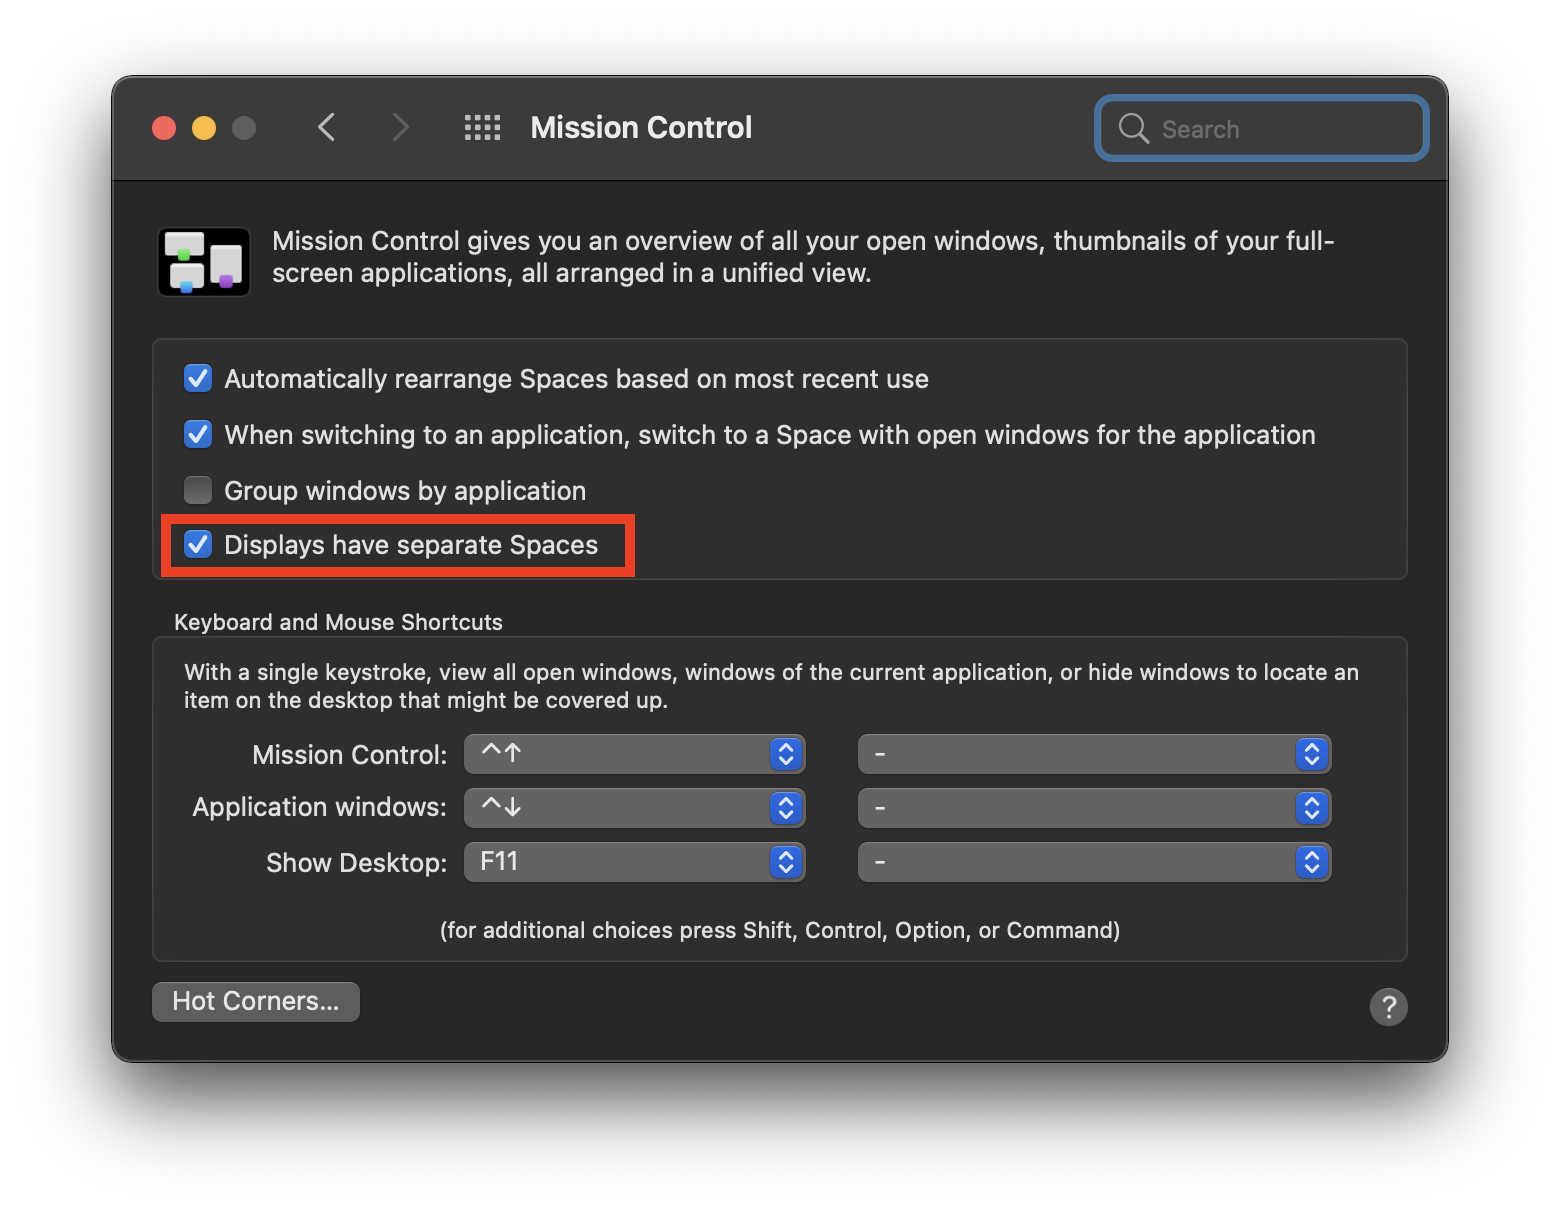 Mission Control
Search
Mission Control gives you an overview of all your open windows, thumbnails of your full-
screen applications, all arranged in a unified view.
Automatically rearrange Spaces based on most recent use
When switching to an application, switch to a Space with open windows for the application
Group windows by application
Displays have separate Spaces
Keyboard and Mouse Shortcuts
With a single keystroke, view all open windows, windows of the current application, or hide windows to locate an
item on the desktop that might be covered up.
Mission Control: ^↑ -
Application windows: ^↓ -
Show Desktop: F11 -
(for additional choices press Shift, Control, Option, or Command)
Hot Corners...
?